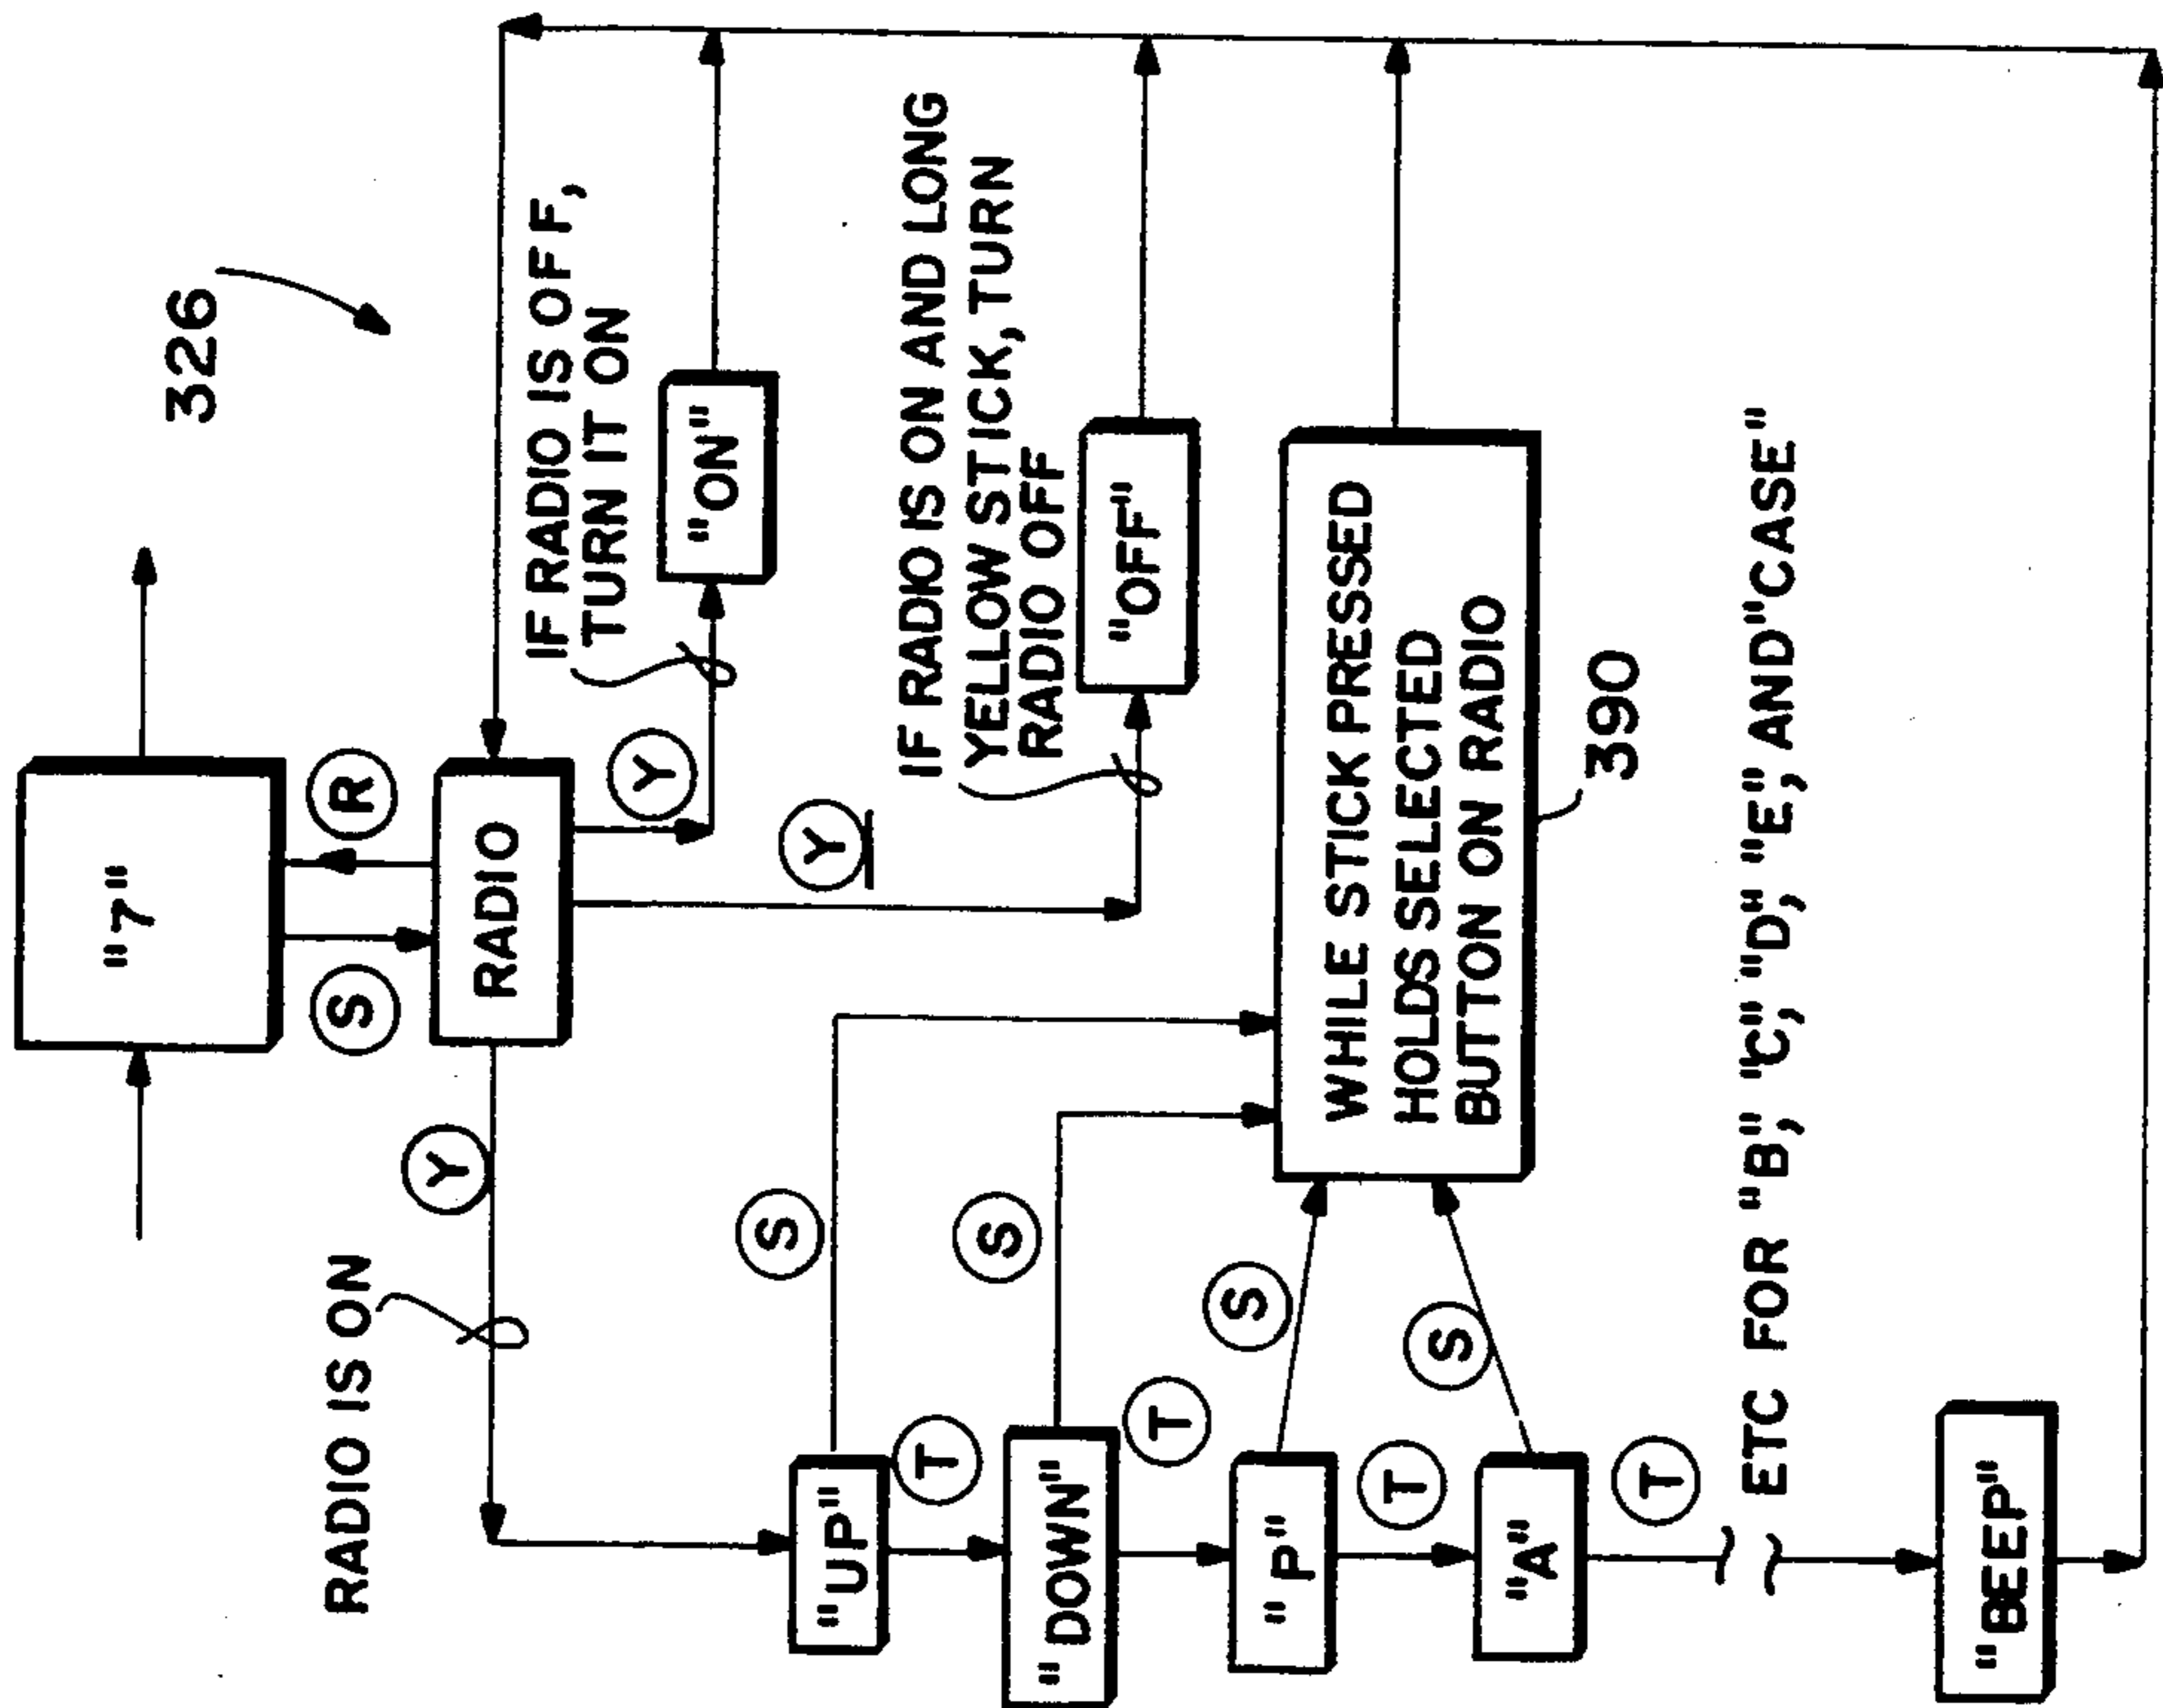 326
"7"
S
R
RADIO
RADIO IS ON
Y
Y
Y
IF RADIO IS OFF,
TURN IT ON
"ON"
IF RADIO IS ON AND LONG
YELLOW STICK, TURN
RADIO OFF
"OFF"
"UP"
S
T
"DOWN"
S
T
"P"
S
T
"A"
S
T
WHILE STICK PRESSED
HOLDS SELECTED
BUTTON ON RADIO
390
ETC FOR "B", "C", "D", "E", AND "CASE"
"BEEP"